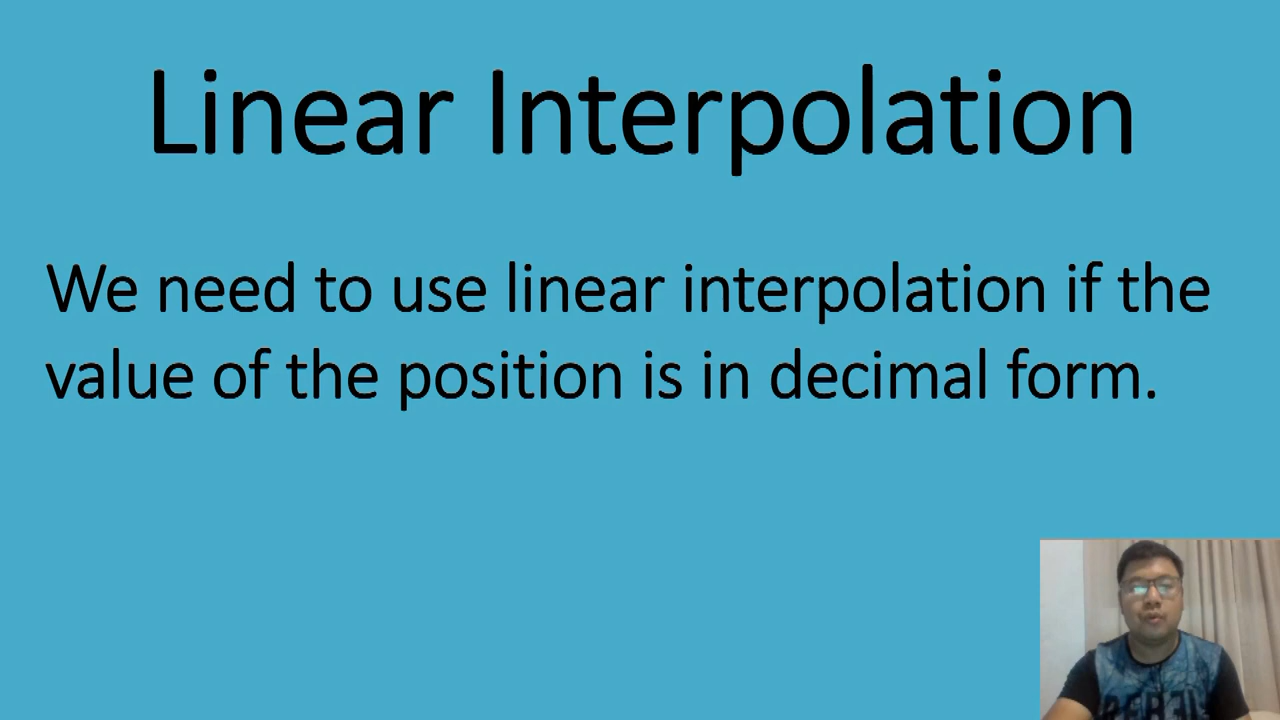 Linear Interpolation
We need to use linear interpolation if the
value of the position is in decimal form.